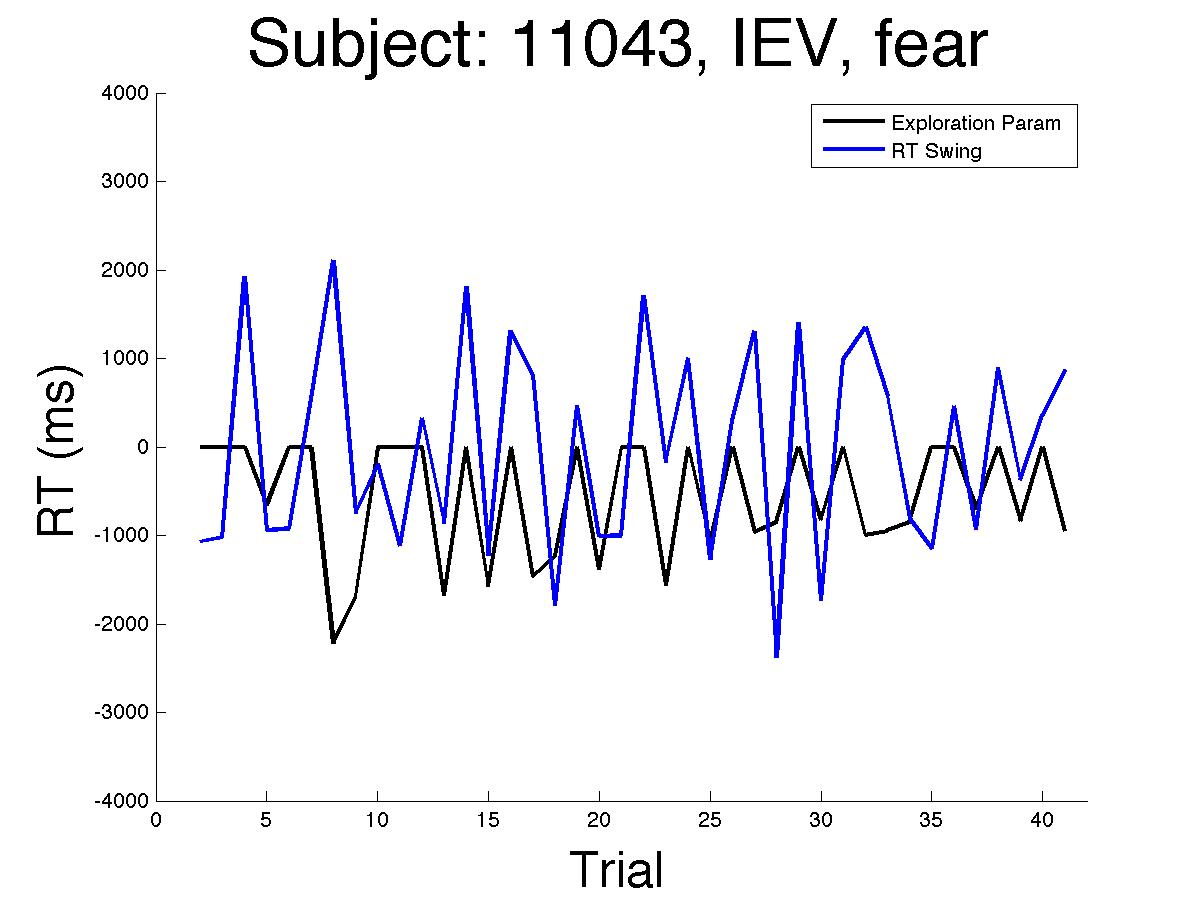 Subject: 11043, IEV, fear
4000
3000
2000
1000
0
-1000
-2000
-3000
-4000
RT (ms)
Exploration Param
RT Swing
0 5 10 15 20 25 30 35 40
Trial